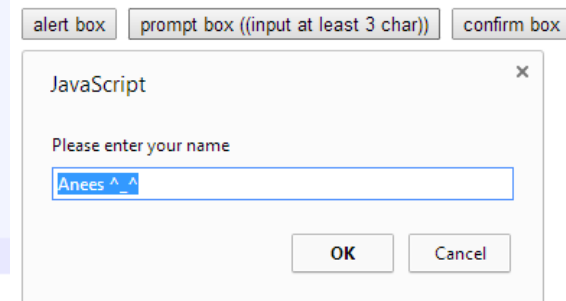 alert box prompt box ((input at least 3 char)) confirm box
JavaScript ×
Please enter your name
Anees ^_^
OK Cancel